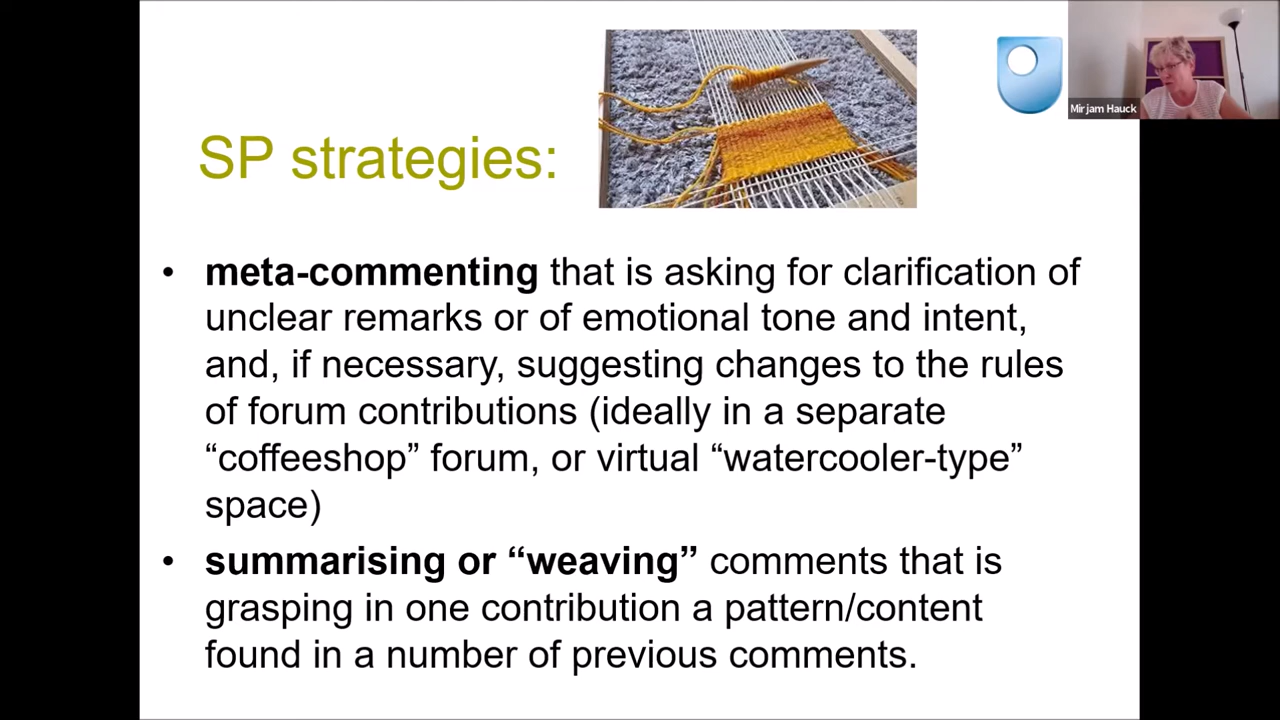 Mirjam Hauck
SP strategies:
• meta-commenting that is asking for clarification of
unclear remarks or of emotional tone and intent,
and, if necessary, suggesting changes to the rules
of forum contributions (ideally in a separate
“coffeeshop” forum, or virtual “watercooler-type”
space)
• summarising or “weaving” comments that is
grasping in one contribution a pattern/content
found in a number of previous comments.